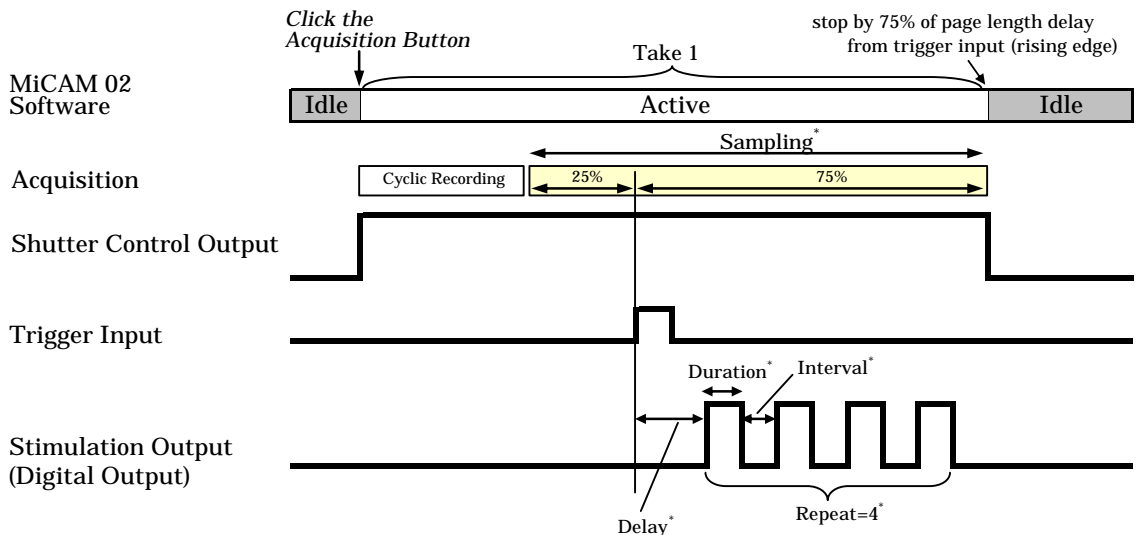 Click the
Acquisition Button
stop by 75% of page length delay
from trigger input (rising edge)
Take 1
MiCAM 02
Software
Idle
Active
Idle
Sampling*
Acquisition
Cyclic Recording
25%
75%
Shutter Control Output
Trigger Input
Duration*
Interval*
Stimulation Output
(Digital Output)
Delay*
Repeat=4*